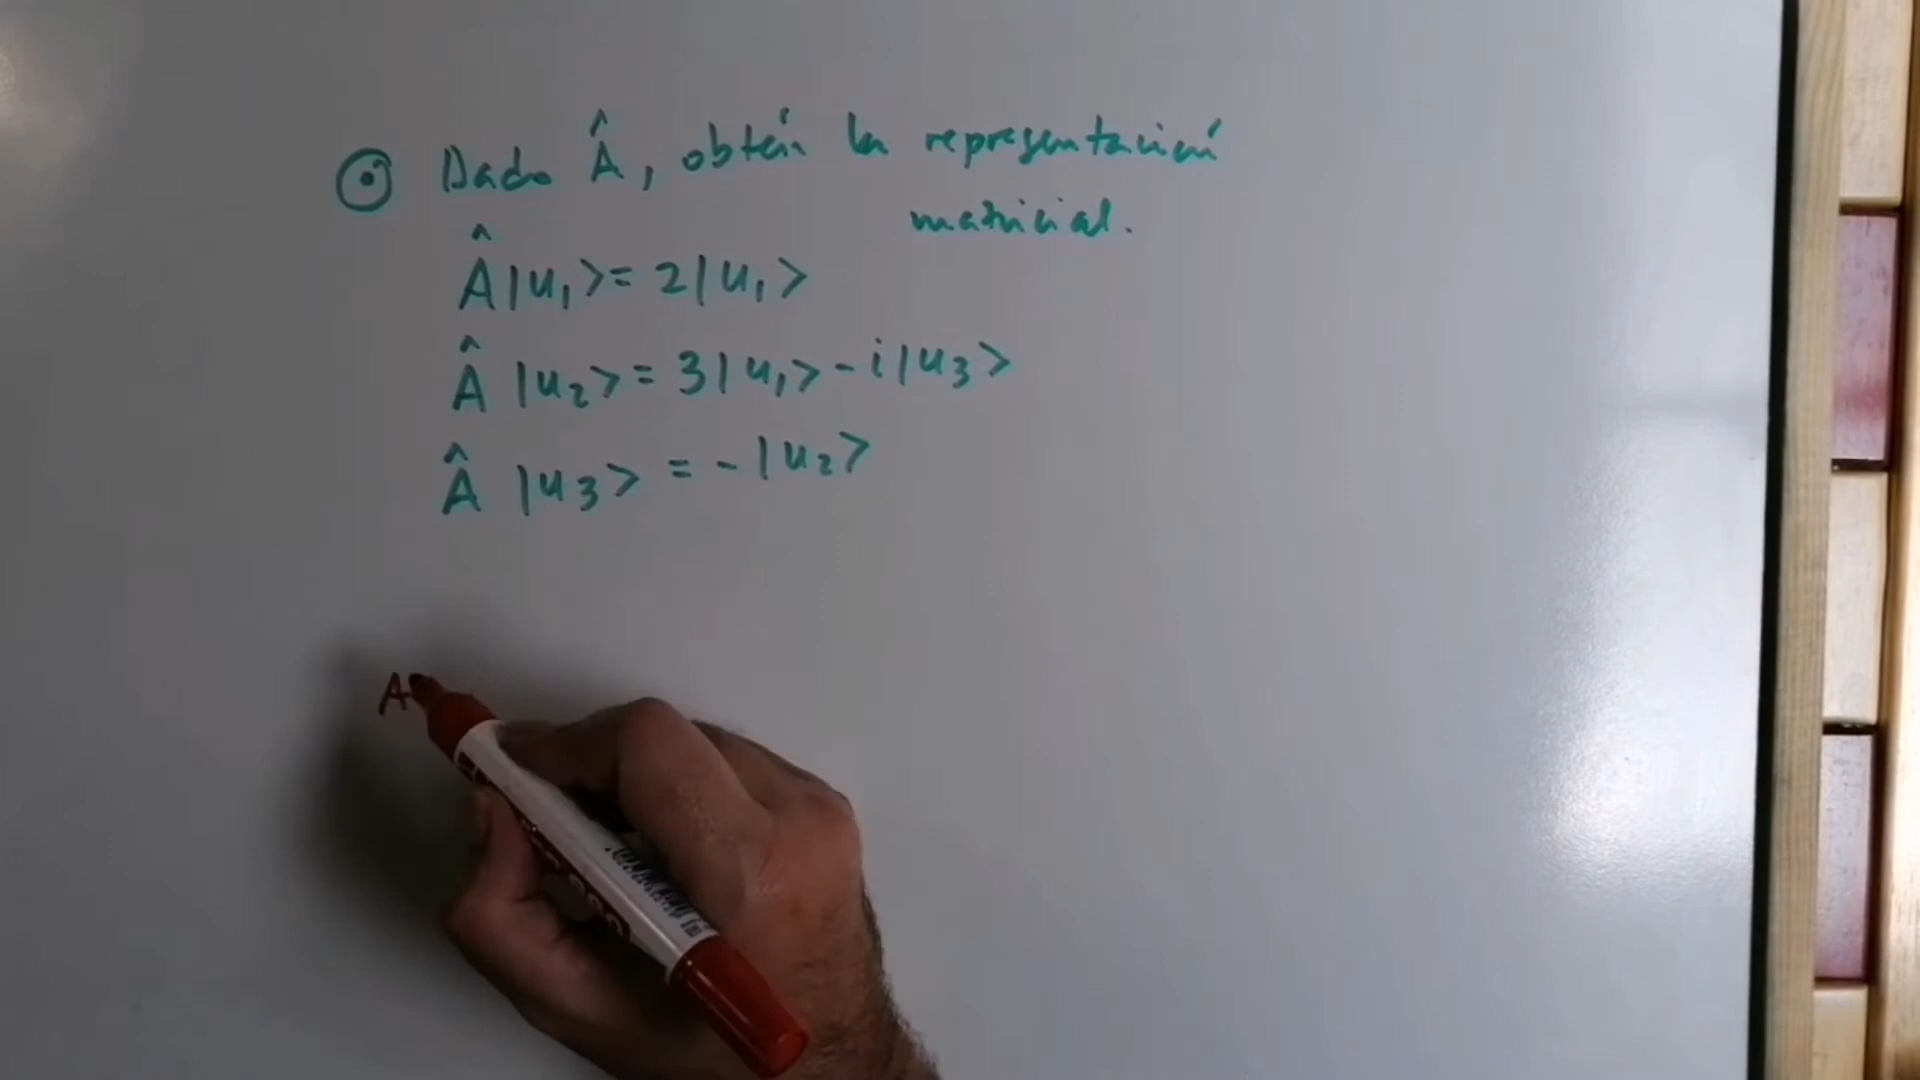 ⊙ Dado Â, obtén la representación
matricial.
Â|u₁> = 2|u₁>
Â |u₂> = 3|u₁> - i|u₃>
Â |u₃> = -|u₂>
A